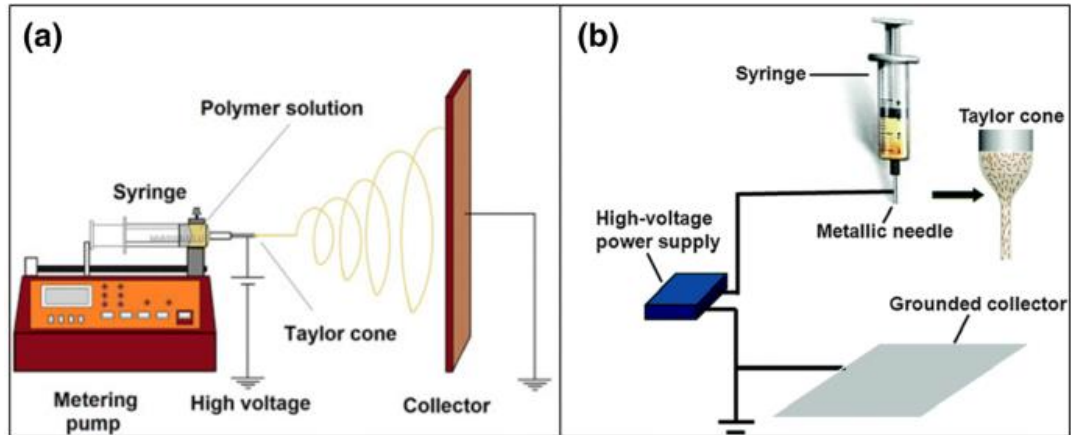 (a)
Polymer solution
Syringe
Taylor cone
Metering
pump
High voltage
Collector
(b)
Syringe
Taylor cone
High-voltage
power supply
Metallic needle
Grounded collector